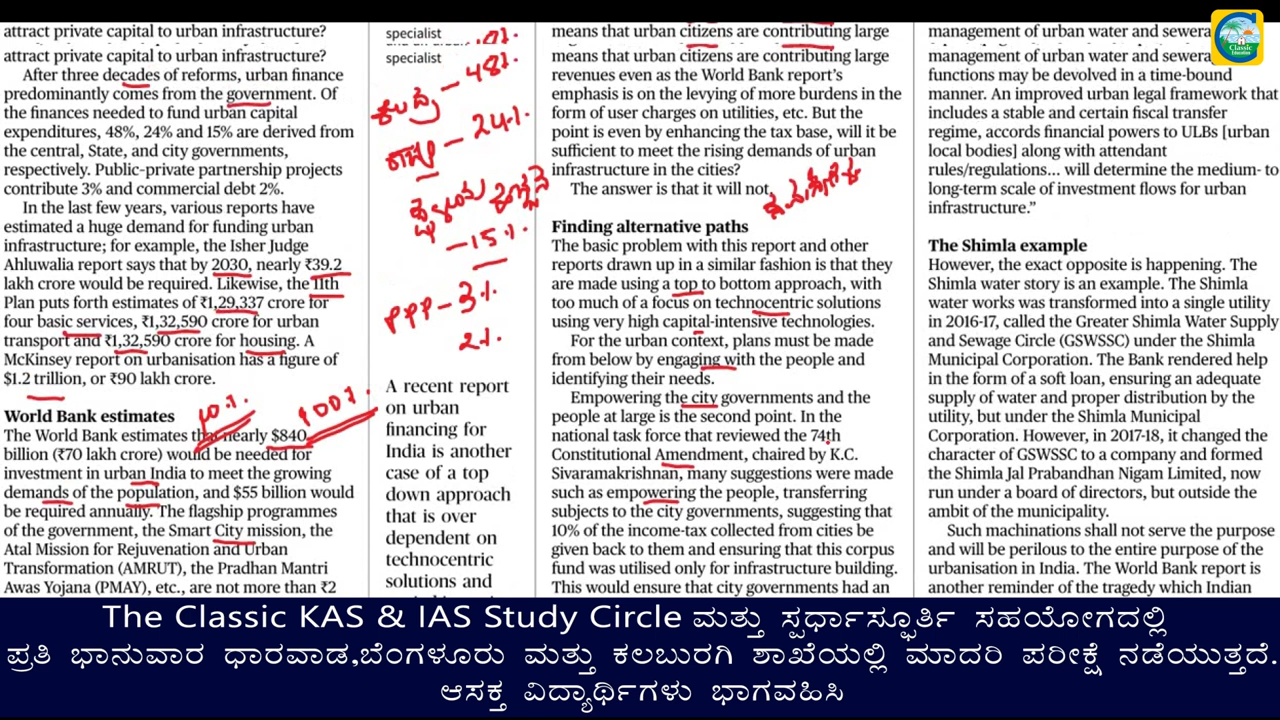 attract private capital to urban infrastructure?
attract private capital to urban infrastructure?
After three decades of reforms, urban finance
predominantly comes from the government. Of
the finances needed to fund urban capital
expenditures, 48%, 24% and 15% are derived from
the central, State, and city governments,
respectively. Public-private partnership projects
contribute 3% and commercial debt 2%.
In the last few years, various reports have
estimated a huge demand for funding urban
infrastructure; for example, the Isher Judge
Ahluwalia report says that by 2030, nearly ₹39.2
lakh crore would be required. Likewise, the 11th
Plan puts forth estimates of ₹1,29,337 crore for
four basic services, ₹1,32,590 crore for urban
transport and ₹1,32,590 crore for housing. A
McKinsey report on urbanisation has a figure of
$1.2 trillion, or ₹90 lakh crore.
World Bank estimates
The World Bank estimates that nearly $840
billion (₹70 lakh crore) would be needed for
investment in urban India to meet the growing
demands of the population, and $55 billion would
be required annually. The flagship programmes
of the government, the Smart City mission, the
Atal Mission for Rejuvenation and Urban
Transformation (AMRUT), the Pradhan Mantri
Awas Yojana (PMAY), etc., are not more than ₹2
100%.
specialist
specialist
48%.
24%.
15%.
PPP - 3%
2%.
A recent report
on urban
financing for
India is another
case of a top
down approach
that is over
dependent on
technocentric
solutions and
means that urban citizens are contributing large
means that urban citizens are contributing large
revenues even as the World Bank report's
emphasis is on the levying of more burdens in the
form of user charges on utilities, etc. But the
point is even by enhancing the tax base, will it be
sufficient to meet the rising demands of urban
infrastructure in the cities?
The answer is that it will not.
Finding alternative paths
The basic problem with this report and other
reports drawn up in a similar fashion is that they
are made using a top to bottom approach, with
too much of a focus on technocentric solutions
using very high capital-intensive technologies.
For the urban context, plans must be made
from below by engaging with the people and
identifying their needs.
Empowering the city governments and the
people at large is the second point. In the
national task force that reviewed the 74th
Constitutional Amendment, chaired by K.C.
Sivaramakrishnan, many suggestions were made
such as empowering the people, transferring
subjects to the city governments, suggesting that
10% of the income-tax collected from cities be
given back to them and ensuring that this corpus
fund was utilised only for infrastructure building.
This would ensure that city governments had an
management of urban water and sewera
management of urban water and sewera
functions may be devolved in a time-bound
manner. An improved urban legal framework that
includes a stable and certain fiscal transfer
regime, accords financial powers to ULBs [urban
local bodies] along with attendant
rules/regulations... will determine the medium- to
long-term scale of investment flows for urban
infrastructure.”
The Shimla example
However, the exact opposite is happening. The
Shimla water story is an example. The Shimla
water works was transformed into a single utility
in 2016-17, called the Greater Shimla Water Supply
and Sewage Circle (GSWSSC) under the Shimla
Municipal Corporation. The Bank rendered help
in the form of a soft loan, ensuring an adequate
supply of water and proper distribution by the
utility, but under the Shimla Municipal
Corporation. However, in 2017-18, it changed the
character of GSWSSC to a company and formed
the Shimla Jal Prabandhan Nigam Limited, now
run under a board of directors, but outside the
ambit of the municipality.
Such machinations shall not serve the purpose
and will be perilous to the entire purpose of the
urbanisation in India. The World Bank report is
another reminder of the tragedy which Indian
Classic
Education
The Classic KAS & IAS Study Circle ಮತ್ತು ಸ್ಪರ್ಧಾಸ್ಫೂರ್ತಿ ಸಹಯೋಗದಲ್ಲಿ
ಪ್ರತಿ ಭಾನುವಾರ ಧಾರವಾಡ,ಬೆಂಗಳೂರು ಮತ್ತು ಕಲಬುರಗಿ ಶಾಖೆಯಲ್ಲಿ ಮಾದರಿ ಪರೀಕ್ಷೆ ನಡೆಯುತ್ತದೆ.
ಆಸಕ್ತ ವಿದ್ಯಾರ್ಥಿಗಳು ಭಾಗವಹಿಸಿ